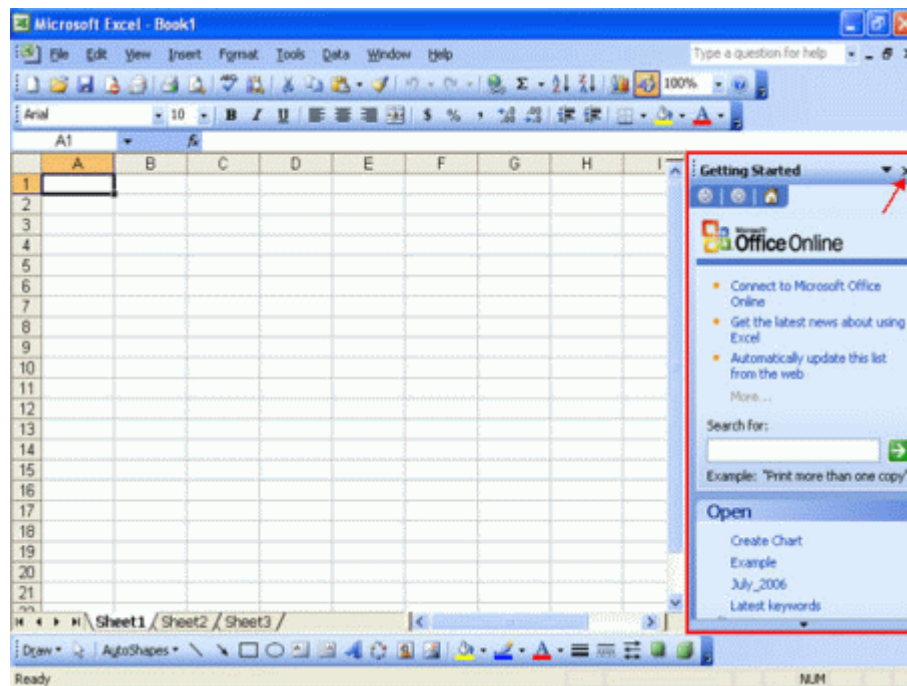 Microsoft Excel - Book1
File Edit View Insert Format Tools Data Window Help Type a question for help
100%
Arial 10 B I U $ % ,
A1 fx
A B C D E F G H I
Getting Started
1
2
3
4
5
6
7
8
9
10
11
12
13
14
15
16
17
18
19
20
21
22
Microsoft
Office Online
Connect to Microsoft Office
Online
Get the latest news about using
Excel
Automatically update this list
from the web
More...
Search for:
Example: "Print more than one copy"
Open
Create Chart
Example
July_2006
Latest keywords
Sheet1 / Sheet2 / Sheet3 /
Draw AutoShapes A
Ready NUM